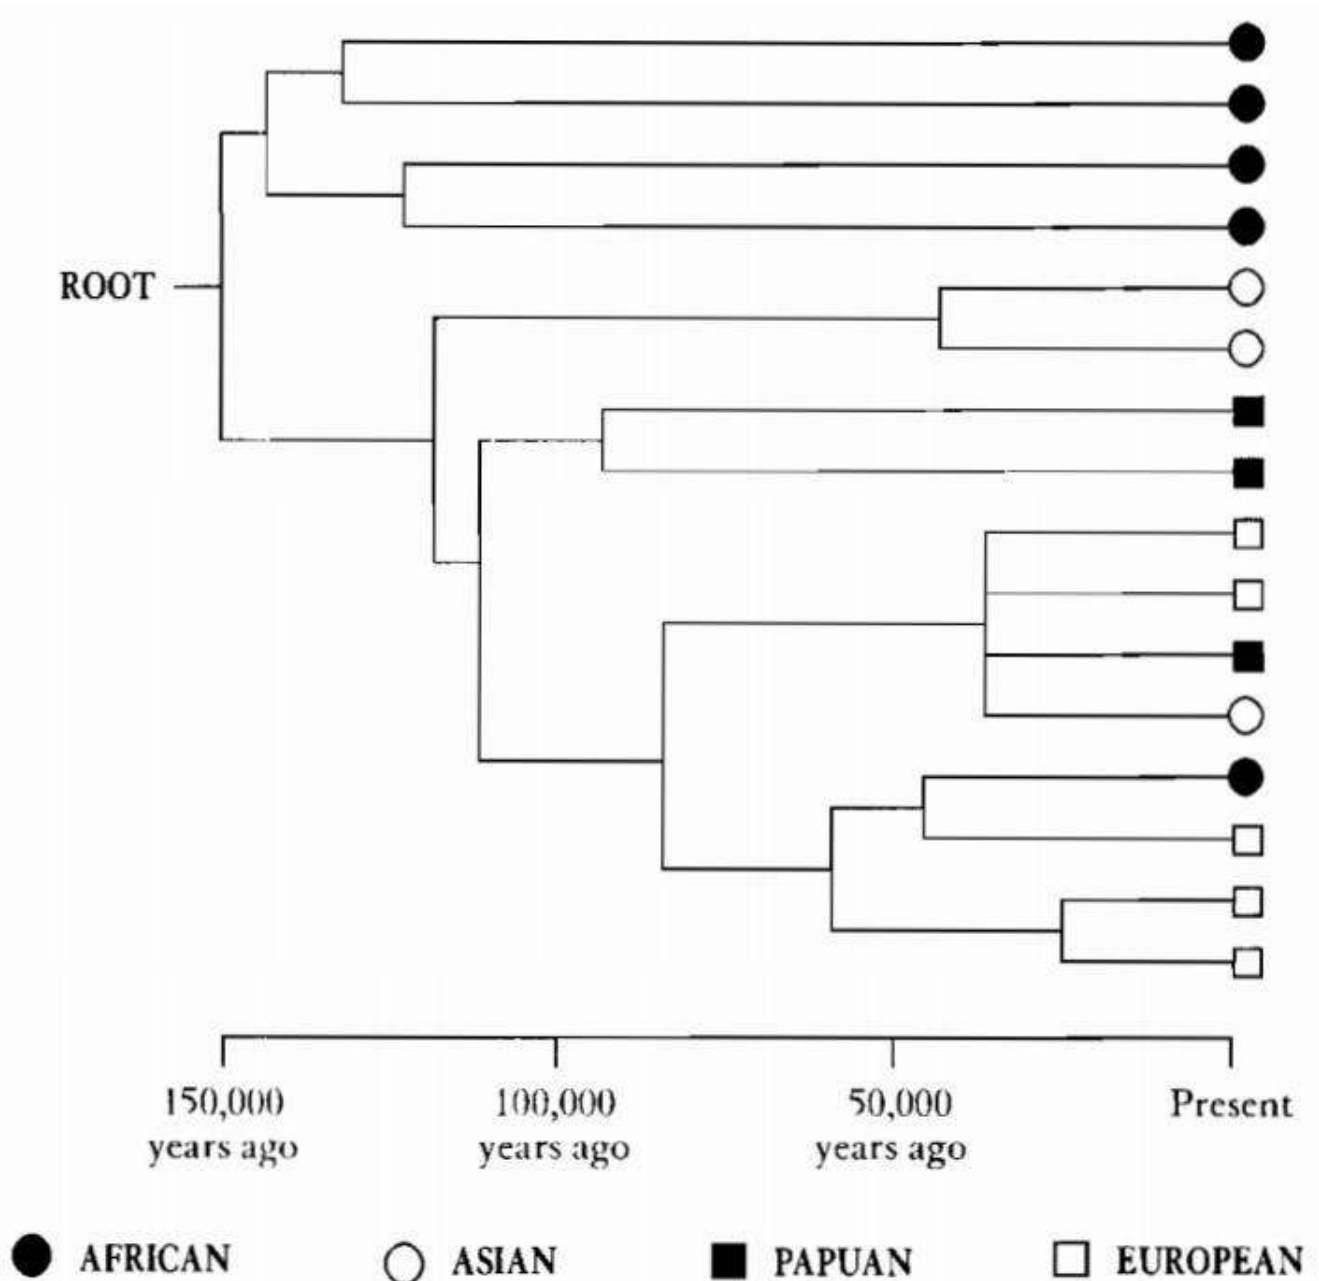 ROOT
150,000 100,000 50,000 Present
years ago years ago years ago
AFRICAN ASIAN PAPUAN EUROPEAN